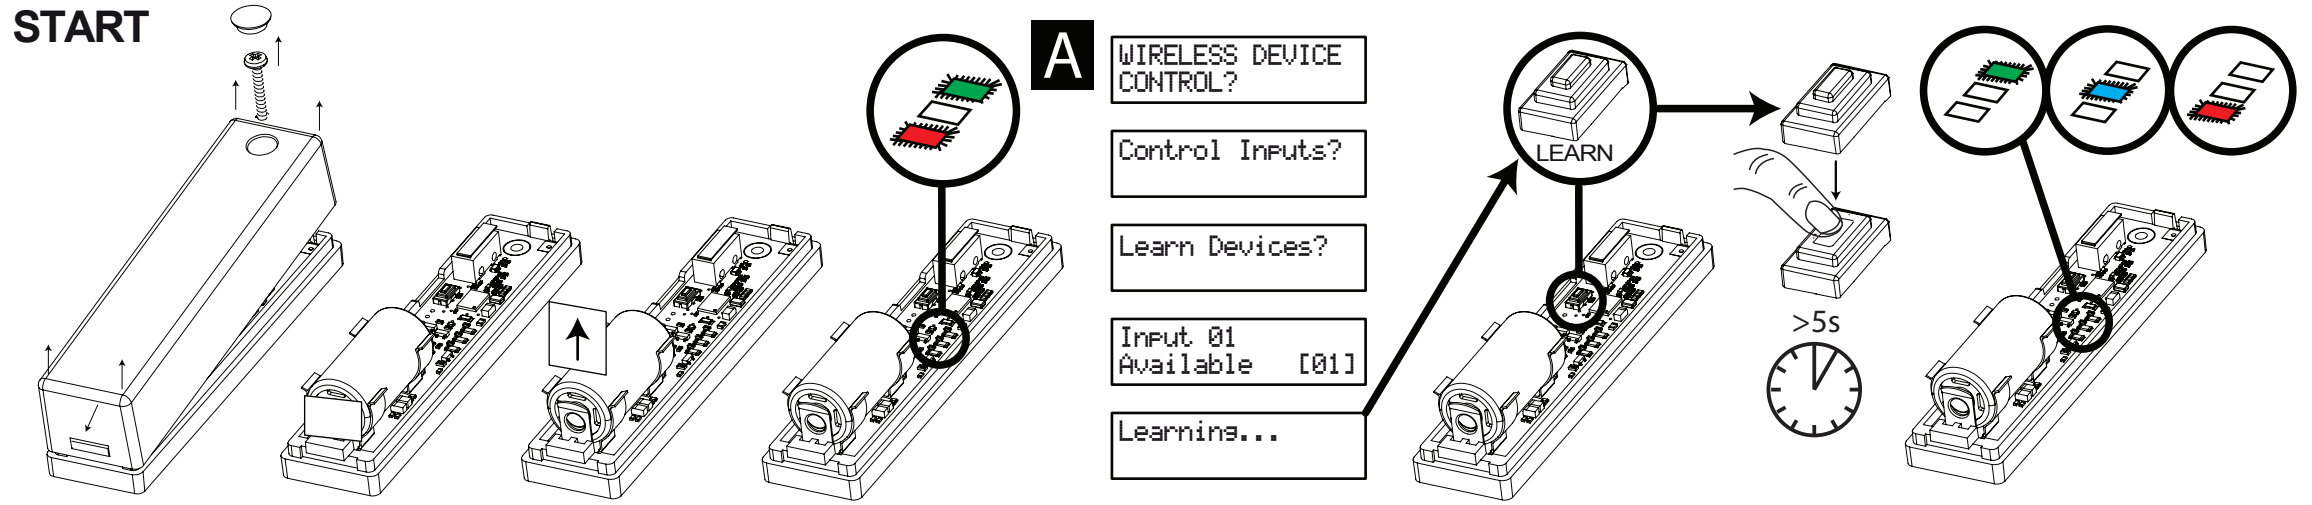 START
A
WIRELESS DEVICE
CONTROL?
Control Inputs?
Learn Devices?
Input 01
Available [01]
Learning...
LEARN
>5s